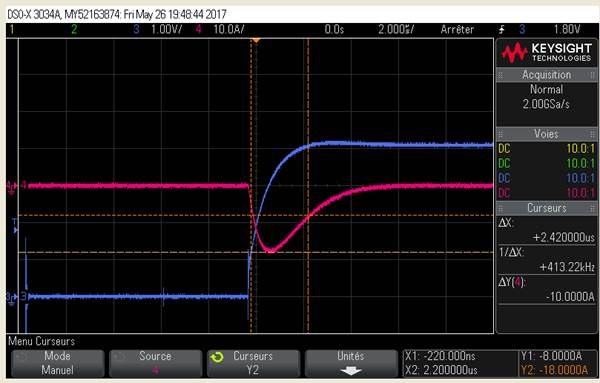 DSO-X 3034A, MY52163874: Fri May 26 19:48:44 2017
1 2 3 1.00V/ 4 10.0A/ 0.0s 2.000µs/ Arrêter 3 1.80V
KEYSIGHT
TECHNOLOGIES
Acquisition
Normal
2.00GSa/s
Voies
DC 10.0:1
DC 10.0:1
DC 10.0:1
DC 10.0:1
Curseurs
ΔX:
+2.420000us
1/ΔX:
+413.22kHz
ΔY(4):
-10.0000A
4
T
3
Menu Curseurs
Mode
Manuel
Source
4
Curseurs
Y2
Unités
X1: -220.000ns
X2: 2.200000us
Y1: -8.0000A
Y2: -18.0000A